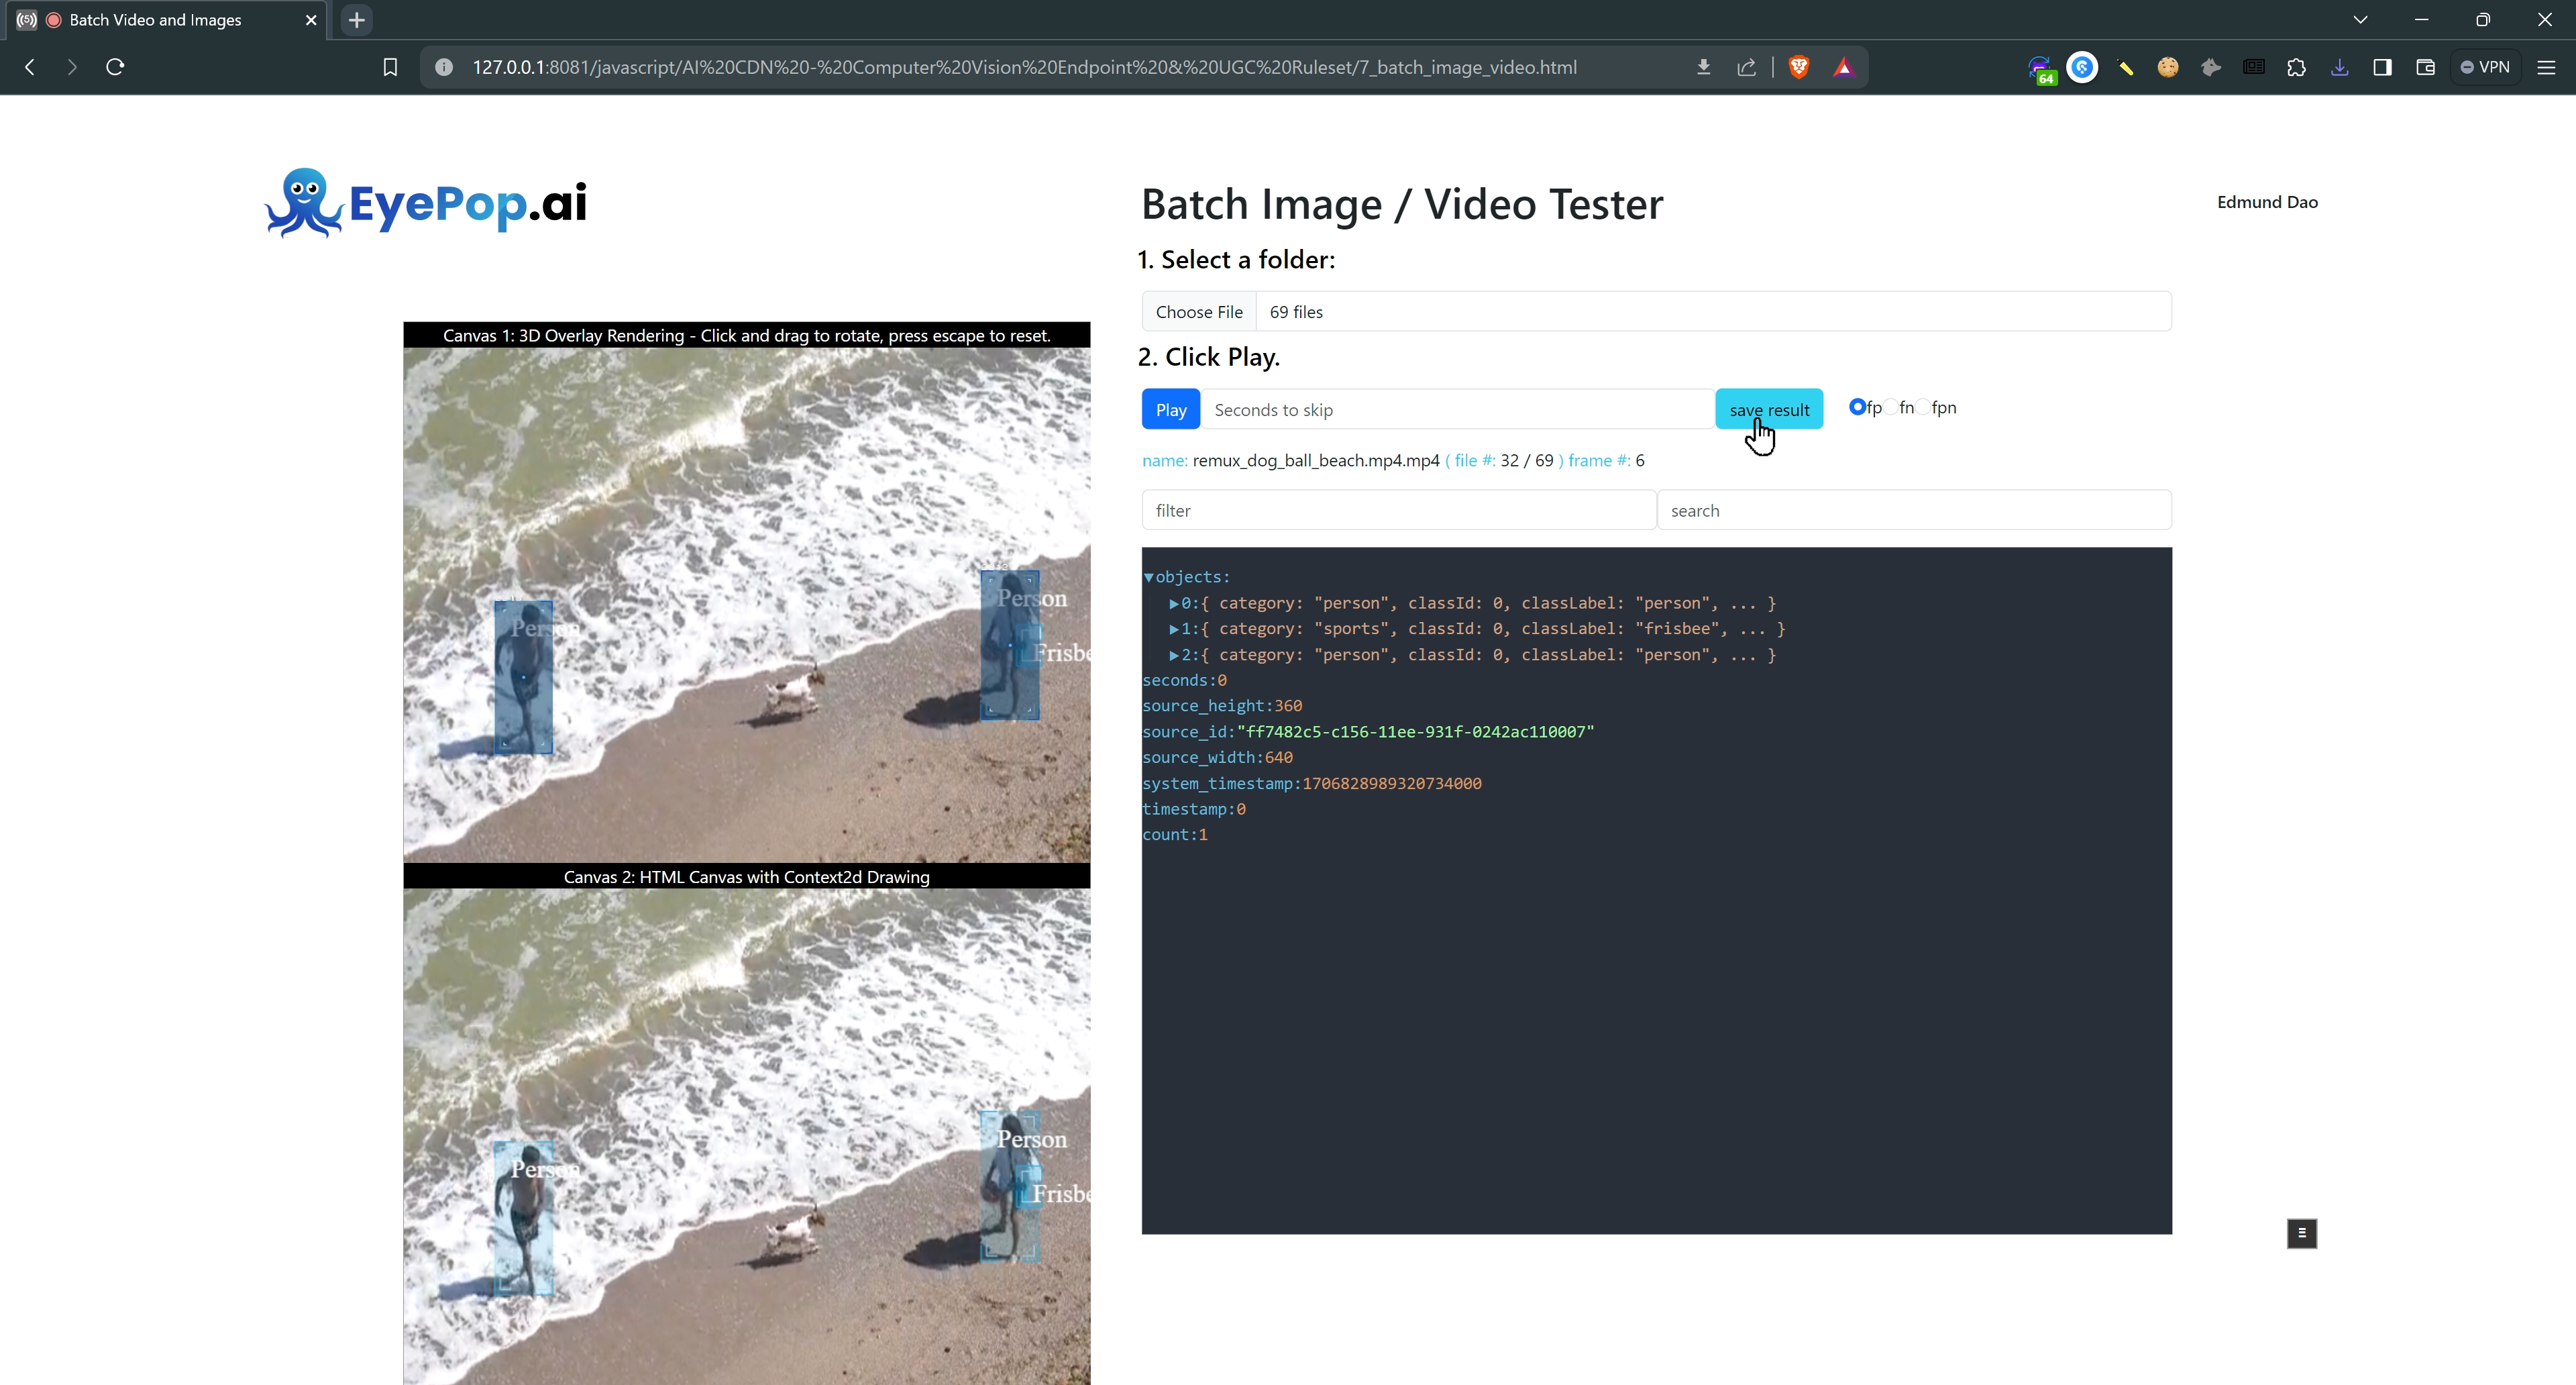 Batch Video and Images
127.0.0.1:8081/javascript/AI%20CDN%20-%20Computer%20Vision%20Endpoint%20&%20UGC%20Ruleset/7_batch_image_video.html
64
VPN
EyePop.ai
Batch Image / Video Tester
Edmund Dao
1. Select a folder:
Choose File 69 files
2. Click Play.
Play Seconds to skip save result fp fn fpn
name: remux_dog_ball_beach.mp4.mp4 ( file #: 32 / 69 ) frame #: 6
filter search
▼objects:
▶0:{ category: "person", classId: 0, classLabel: "person", ... }
▶1:{ category: "sports", classId: 0, classLabel: "frisbee", ... }
▶2:{ category: "person", classId: 0, classLabel: "person", ... }
seconds:0
source_height:360
source_id:"ff7482c5-c156-11ee-931f-0242ac110007"
source_width:640
system_timestamp:1706828989320734000
timestamp:0
count:1
Canvas 1: 3D Overlay Rendering - Click and drag to rotate, press escape to reset.
Person
Person
Frisbe
Canvas 2: HTML Canvas with Context2d Drawing
Person
Person
Frisbe